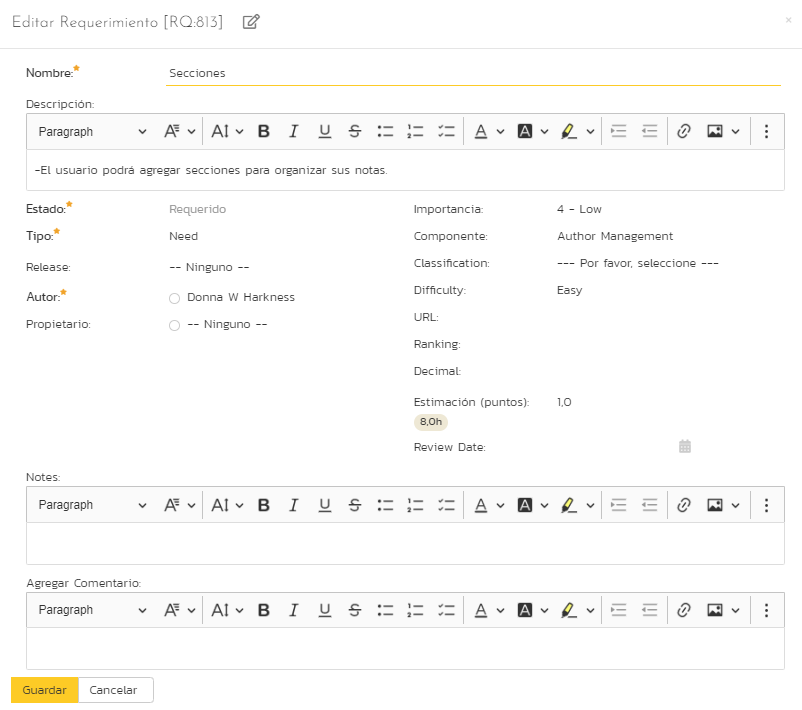 Editar Requerimiento [RQ:813]
×
Nombre:* Secciones
Descripción:
Paragraph
-El usuario podrá agregar secciones para organizar sus notas.
Estado:* Requerido
Tipo:* Need
Release: -- Ninguno --
Autor:* Donna W Harkness
Propietario: -- Ninguno --
Importancia: 4 - Low
Componente: Author Management
Classification: --- Por favor, seleccione ---
Difficulty: Easy
URL:
Ranking:
Decimal:
Estimación (puntos): 1,0
8,0h
Review Date:
Notes:
Paragraph
Agregar Comentario:
Paragraph
Guardar Cancelar